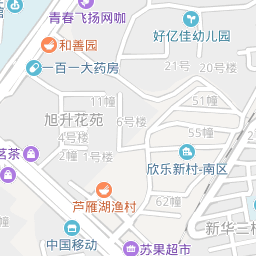 青春飞扬网咖
好亿佳幼儿园
和善园
一百一大药房
21号
20号楼
11幢
51幢
旭升花苑
6号楼
4号楼
55幢
茗茶
2幢
1号楼
欣乐新村-南区
芦雁湖渔村
62幢
新华三村
中国移动
苏果超市